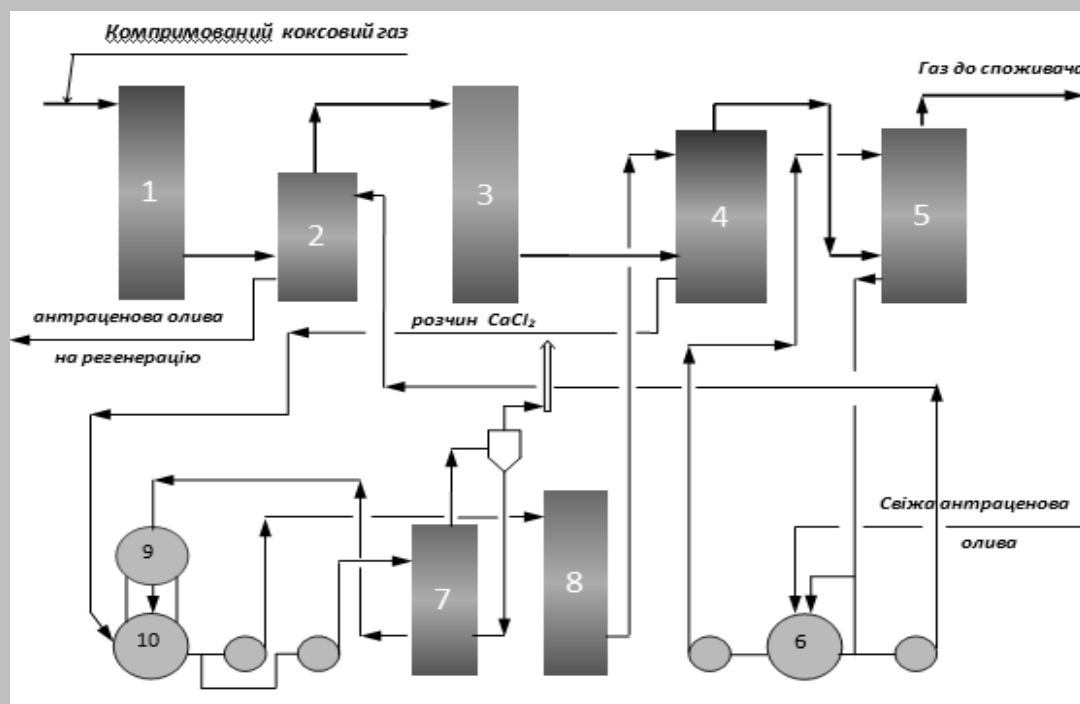 Компримований коксовий газ
Газ до споживача
1
2
3
4
5
антраценова олива
на регенерацію
розчин CaCl₂
Свіжа антраценова
олива
9
10
7
8
6